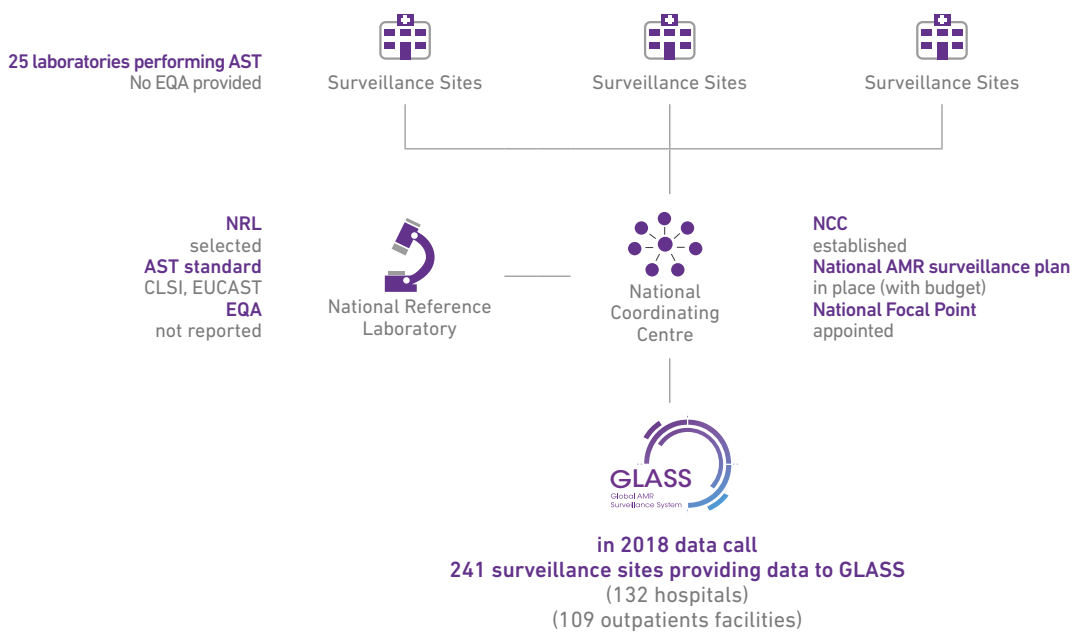 25 laboratories performing AST
No EQA provided
Surveillance Sites
Surveillance Sites
Surveillance Sites
NRL
selected
AST standard
CLSI, EUCAST
EQA
not reported
National Reference
Laboratory
National
Coordinating
Centre
NCC
established
National AMR surveillance plan
in place (with budget)
National Focal Point
appointed
GLASS
Global AMR
Surveillance System
in 2018 data call
241 surveillance sites providing data to GLASS
(132 hospitals)
(109 outpatients facilities)